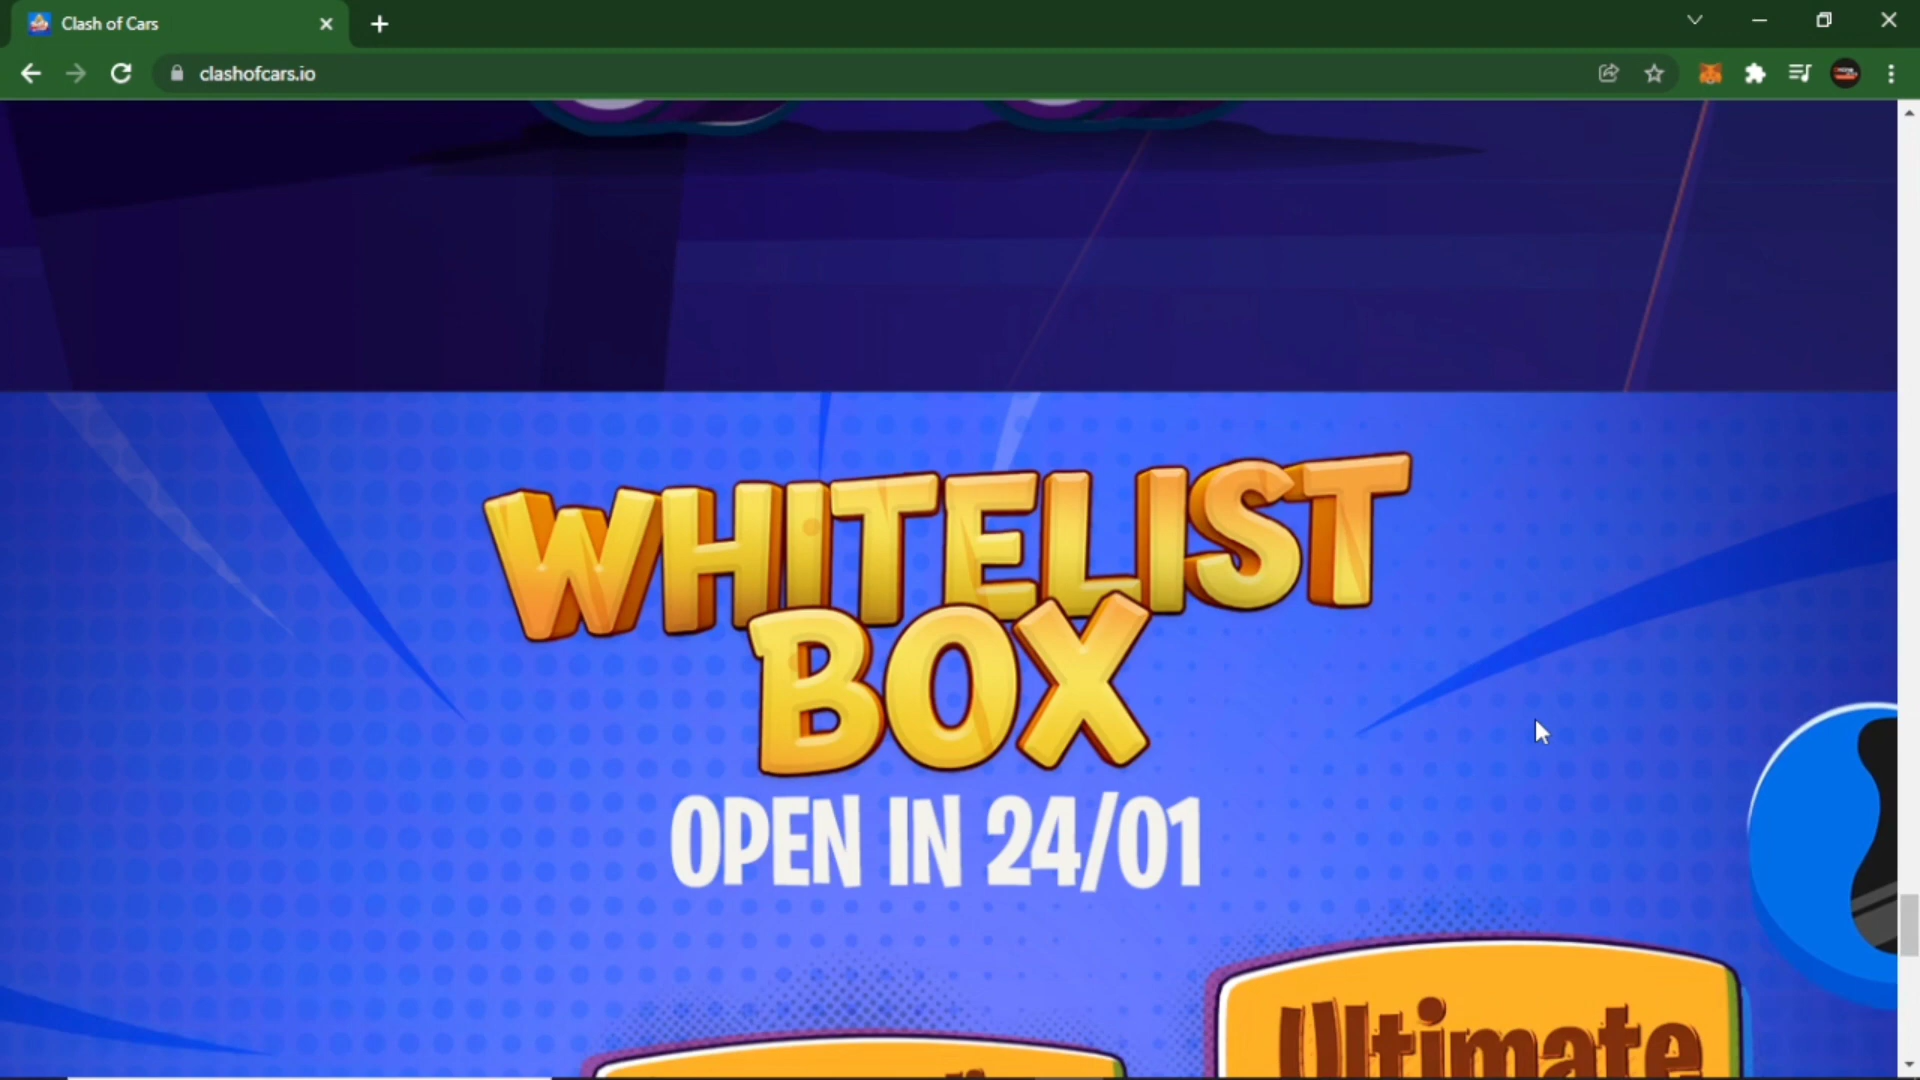 Clash of Cars
clashofcars.io
WHITELIST
BOX
OPEN IN 24/01
Ultimate